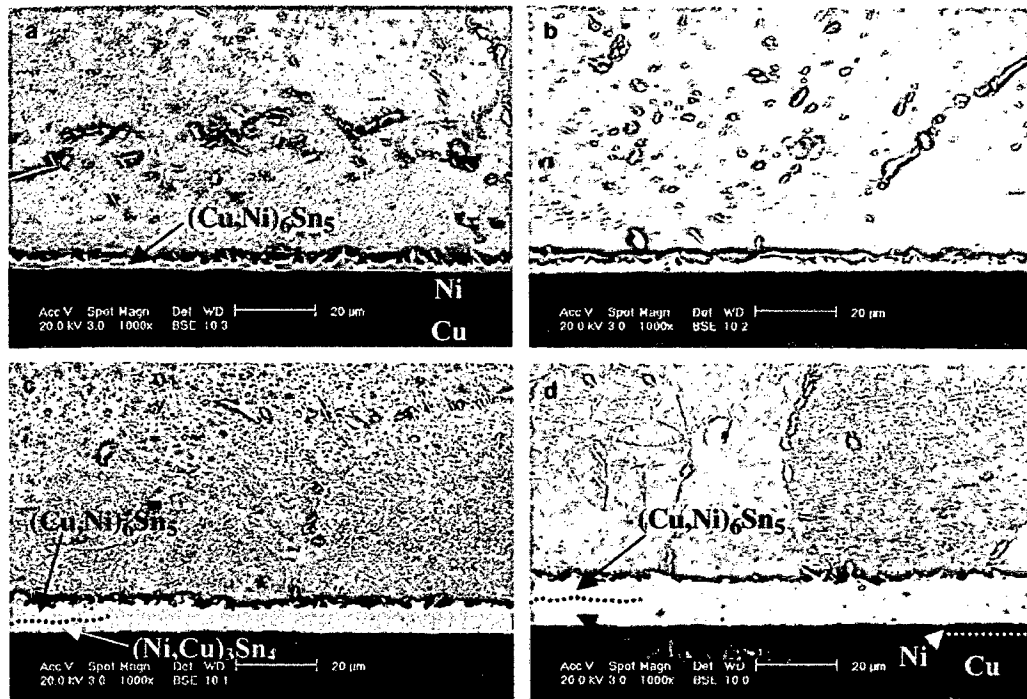 a
(Cu,Ni)6Sn5
Ni
Cu
Acc V Spot Magn Det WD 20 µm
20.0 kV 3.0 1000x BSE 10.3
b
Acc V Spot Magn Det WD 20 µm
20.0 kV 3.0 1000x BSE 10.2
c
(Cu,Ni)6Sn5
(Ni,Cu)3Sn4
Acc V Spot Magn Det WD 20 µm
20.0 kV 3.0 1000x BSE 10.1
d
(Cu,Ni)6Sn5
Ni
Cu
Acc V Spot Magn Det WD 20 µm
20.0 kV 3.0 1000x BSE 10.0